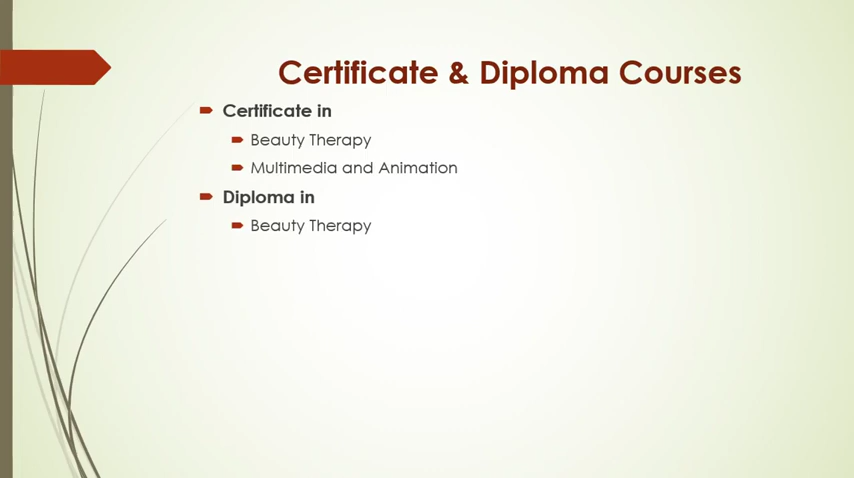 Certificate & Diploma Courses
Certificate in
Beauty Therapy
Multimedia and Animation
Diploma in
Beauty Therapy